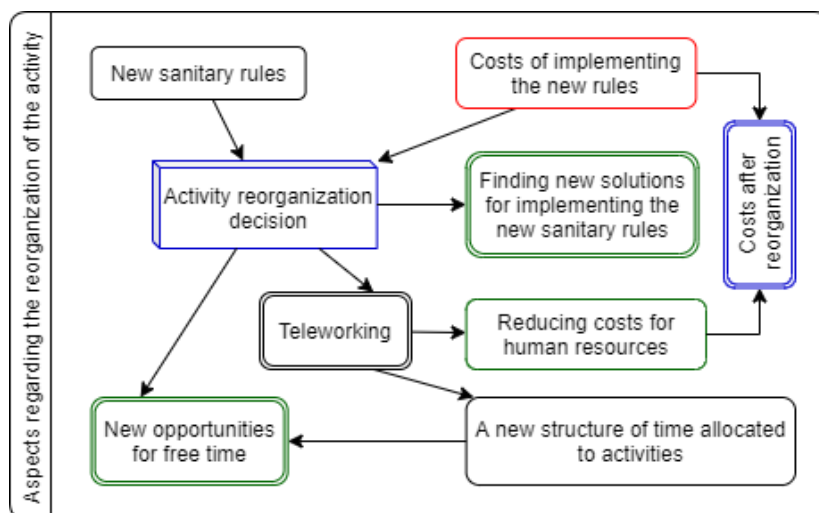 Aspects regarding the reorganization of the activity
New sanitary rules
Costs of implementing
the new rules
Activity reorganization
decision
Finding new solutions
for implementing the
new sanitary rules
Costs after
reorganization
Teleworking
Reducing costs for
human resources
New opportunities
for free time
A new structure of time allocated
to activities